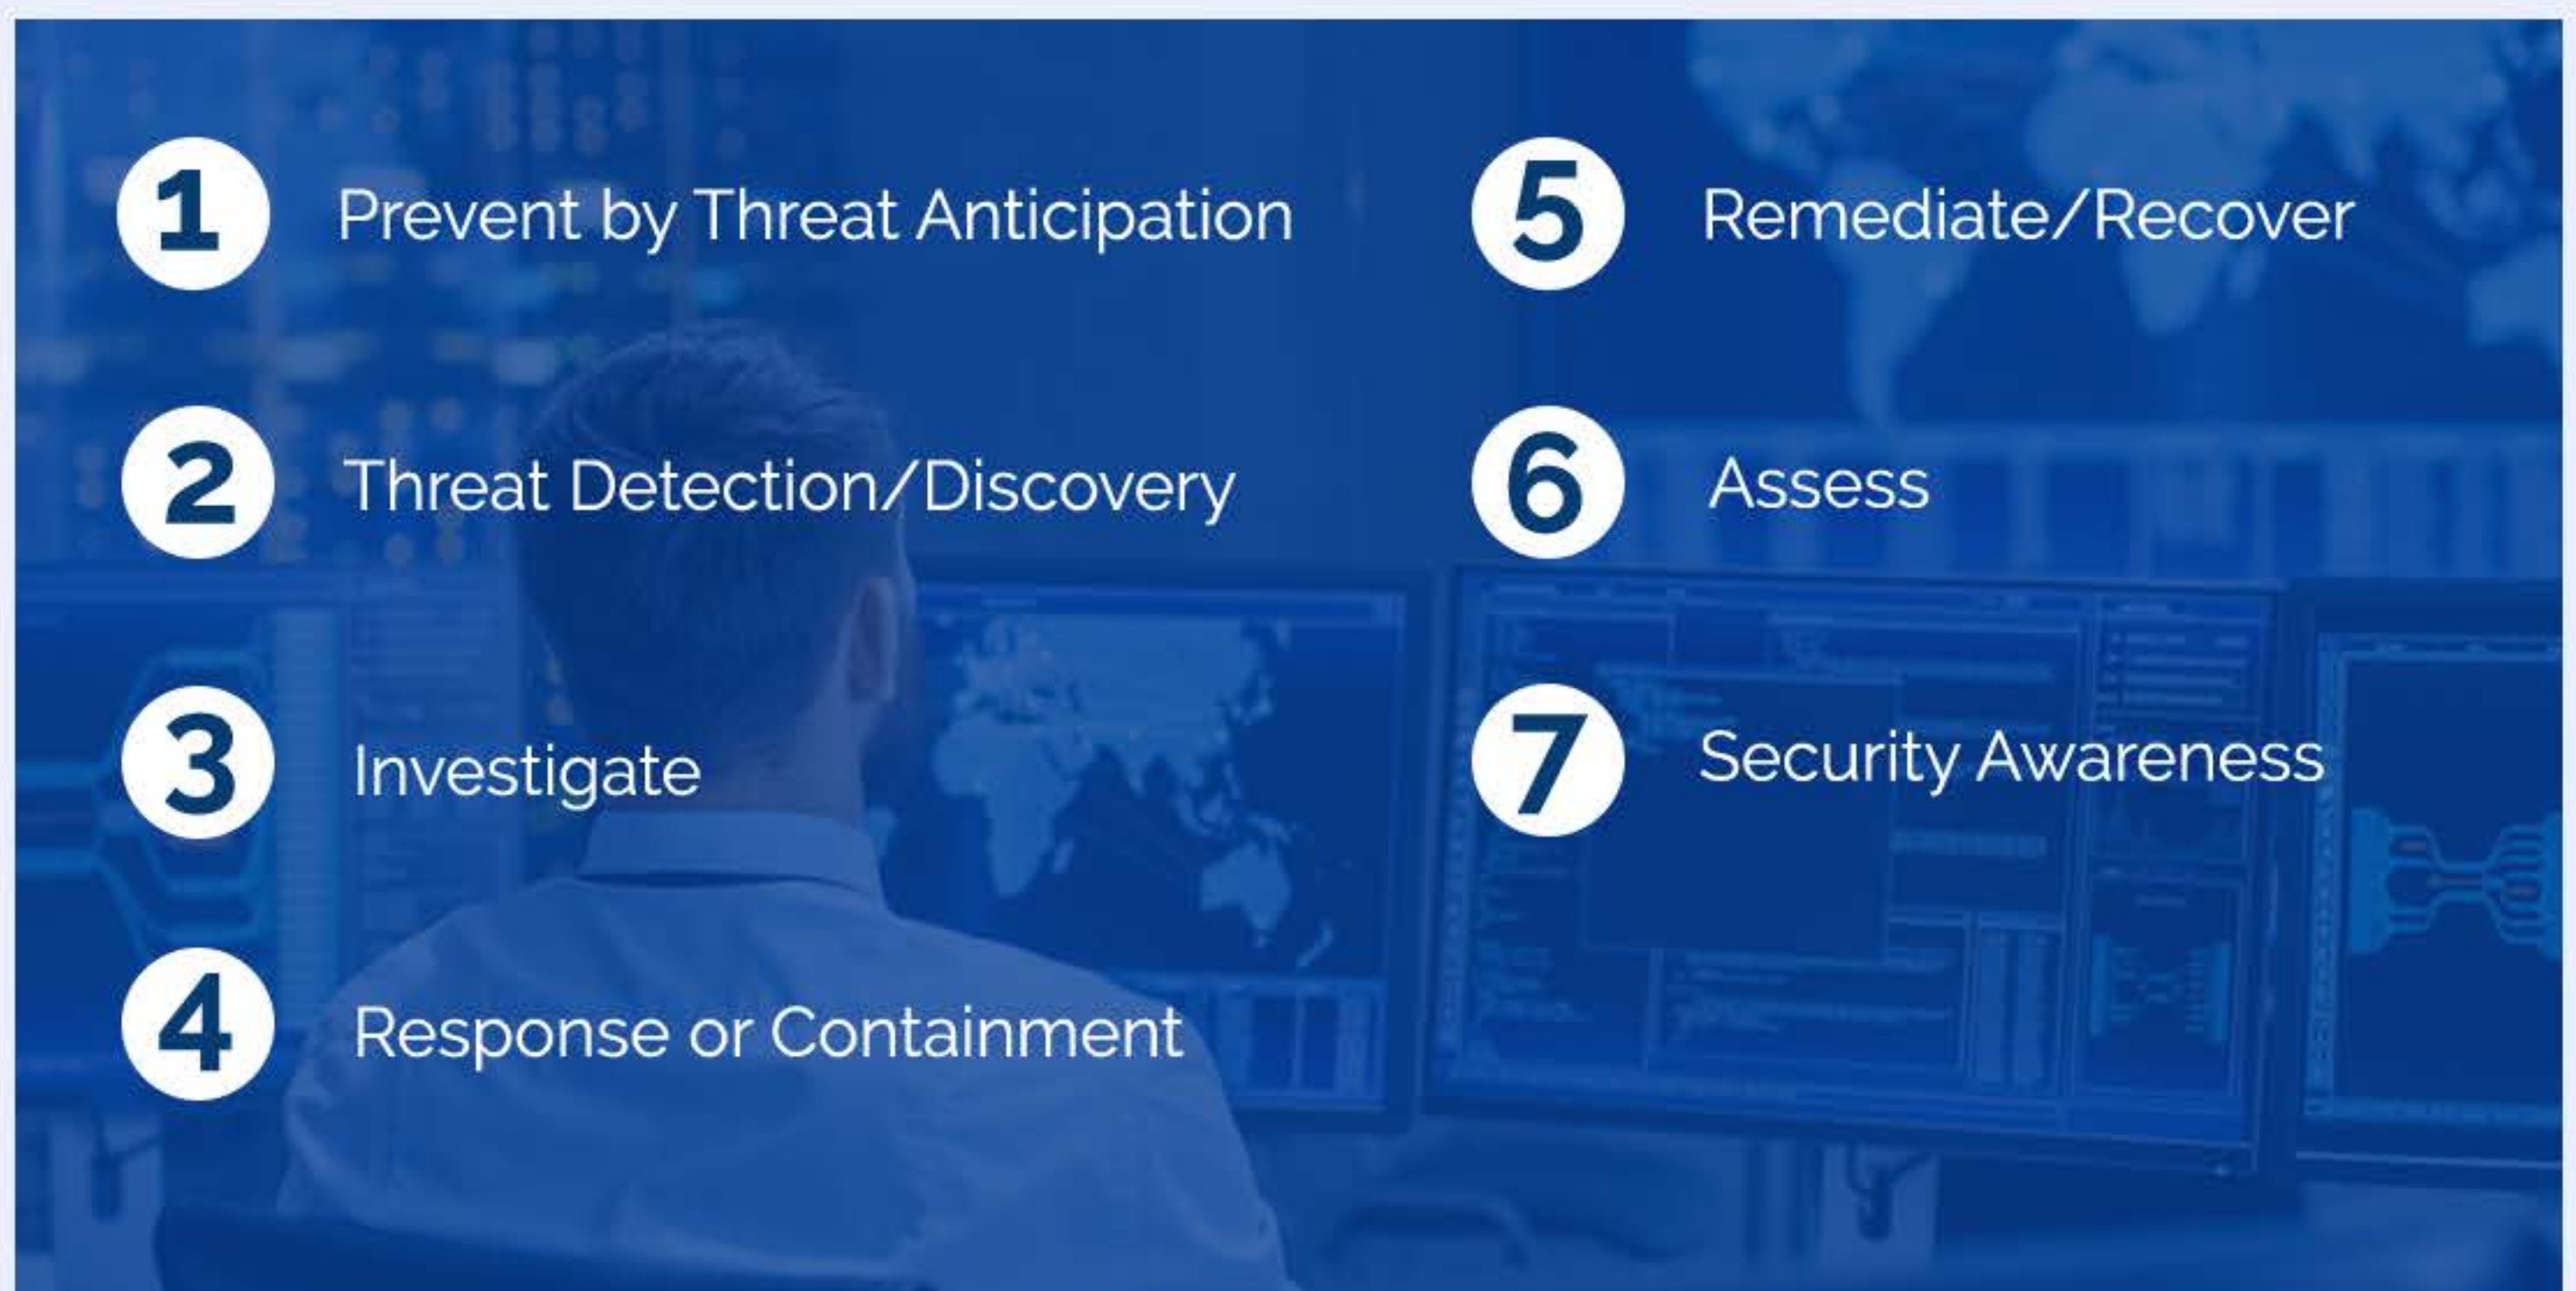 1 Prevent by Threat Anticipation
2 Threat Detection/Discovery
3 Investigate
4 Response or Containment
5 Remediate/Recover
6 Assess
7 Security Awareness